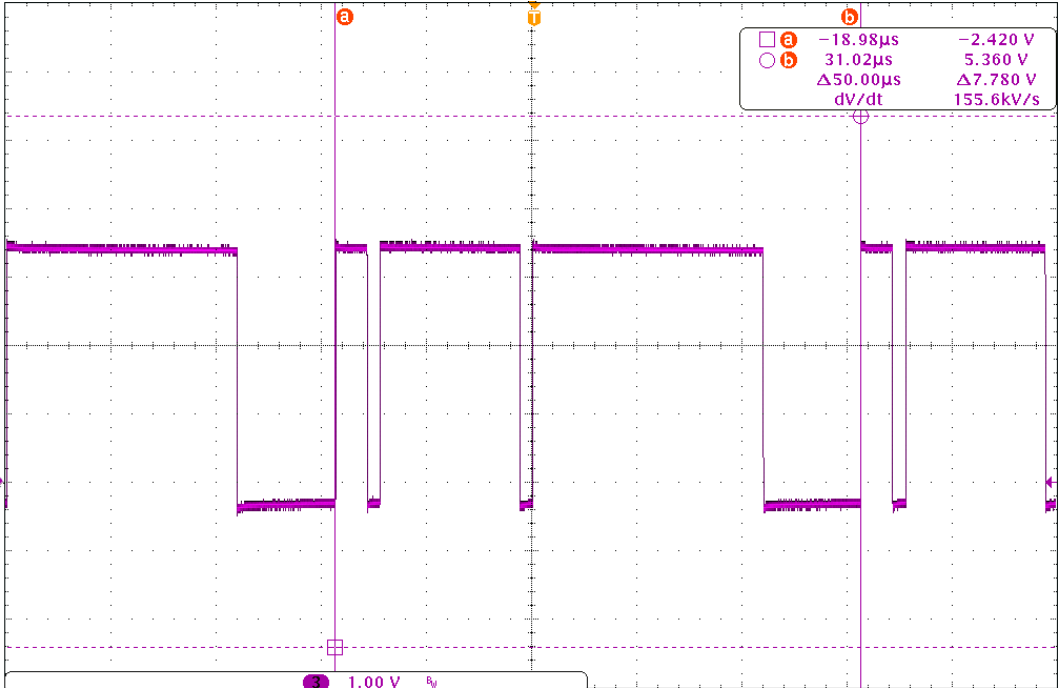 a
T
b
a −18.98µs −2.420 V
b 31.02µs 5.360 V
Δ50.00µs Δ7.780 V
dV/dt 155.6kV/s
3 1.00 V BW